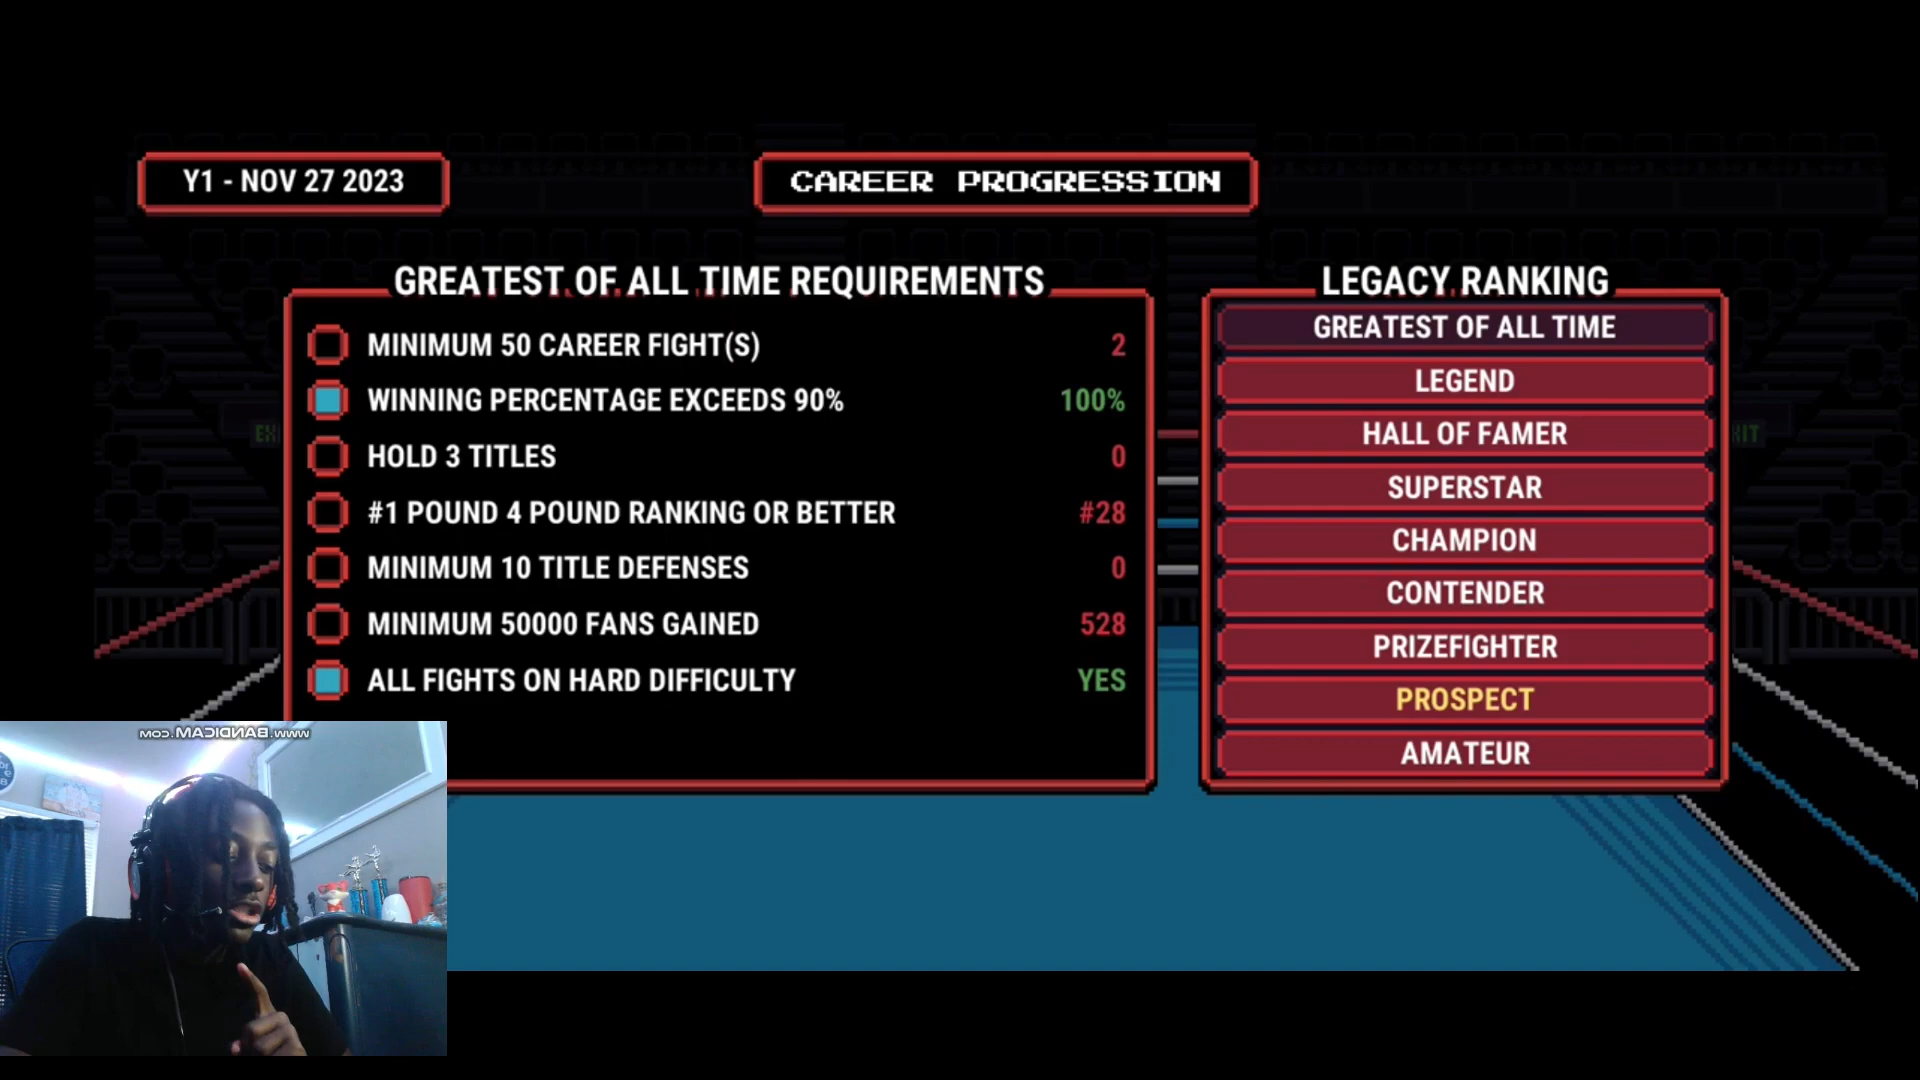 Y1 - NOV 27 2023
CAREER PROGRESSION
GREATEST OF ALL TIME REQUIREMENTS
MINIMUM 50 CAREER FIGHT(S) 2
WINNING PERCENTAGE EXCEEDS 90% 100%
HOLD 3 TITLES 0
#1 POUND 4 POUND RANKING OR BETTER #28
MINIMUM 10 TITLE DEFENSES 0
MINIMUM 50000 FANS GAINED 528
ALL FIGHTS ON HARD DIFFICULTY YES
LEGACY RANKING
GREATEST OF ALL TIME
LEGEND
HALL OF FAMER
SUPERSTAR
CHAMPION
CONTENDER
PRIZEFIGHTER
PROSPECT
AMATEUR
EXIT
WWW.BANDICAM.COM